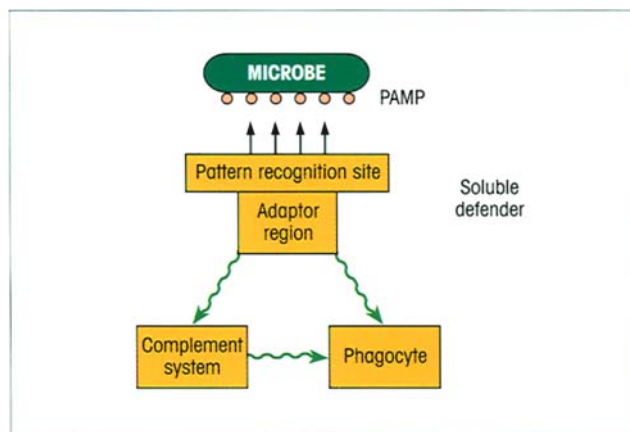 MICROBE
PAMP
Pattern recognition site
Adaptor
region
Soluble
defender
Complement
system
Phagocyte